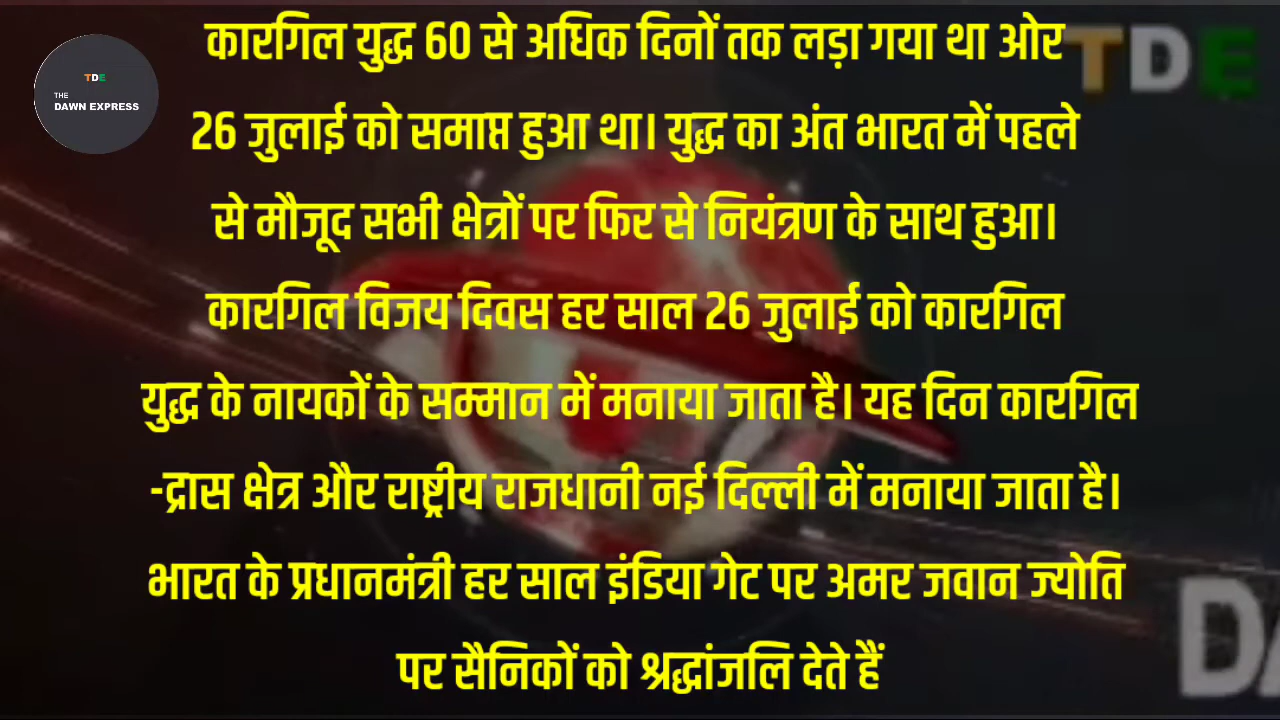 कारगिल युद्ध 60 से अधिक दिनों तक लड़ा गया था ओर
TDE
TDE
THE
DAWN EXPRESS
26 जुलाई को समाप्त हुआ था। युद्ध का अंत भारत में पहले
से मौजूद सभी क्षेत्रों पर फिर से नियंत्रण के साथ हुआ।
कारगिल विजय दिवस हर साल 26 जुलाई को कारगिल
युद्ध के नायकों के सम्मान में मनाया जाता है। यह दिन कारगिल
-द्रास क्षेत्र और राष्ट्रीय राजधानी नई दिल्ली में मनाया जाता है।
भारत के प्रधानमंत्री हर साल इंडिया गेट पर अमर जवान ज्योति
पर सैनिकों को श्रद्धांजलि देते हैं